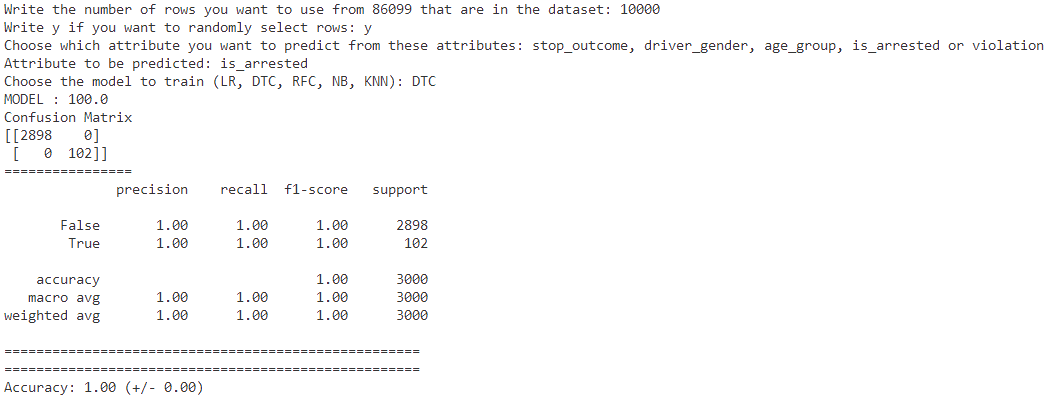 Write the number of rows you want to use from 86099 that are in the dataset: 10000
Write y if you want to randomly select rows: y
Choose which attribute you want to predict from these attributes: stop_outcome, driver_gender, age_group, is_arrested or violation
Attribute to be predicted: is_arrested
Choose the model to train (LR, DTC, RFC, NB, KNN): DTC
MODEL : 100.0
Confusion Matrix
[[2898    0]
 [   0  102]]
================
              precision    recall  f1-score   support

       False       1.00      1.00      1.00      2898
        True       1.00      1.00      1.00       102

    accuracy                           1.00      3000
   macro avg       1.00      1.00      1.00      3000
weighted avg       1.00      1.00      1.00      3000

====================================================
====================================================
Accuracy: 1.00 (+/- 0.00)